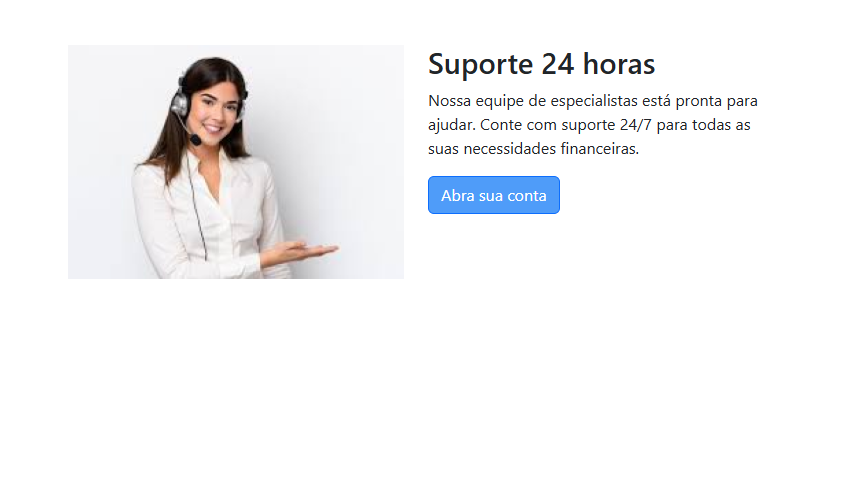 Suporte 24 horas
Nossa equipe de especialistas está pronta para
ajudar. Conte com suporte 24/7 para todas as
suas necessidades financeiras.
Abra sua conta